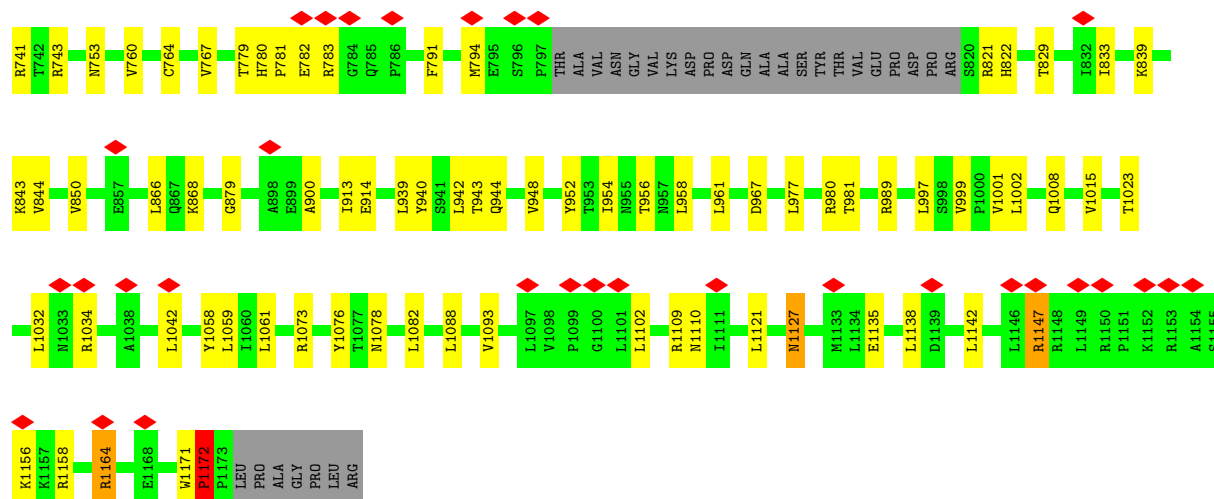 R741 T742 R743 N753 V760 C764 V767 T779 H780 P781 E782 R783 G784 Q785 P786 F791 M794 E795 S796 P797 THR ALA VAL ASN GLY VAL LYS ASP PRO ASP GLN ALA ALA SER TYR THR VAL GLU PRO ASP PRO ARG S820 R821 H822 T829 I832 I833 K839
K843 V844 V850 E857 L866 Q867 K868 G879 A898 E899 A900 I913 E914 L939 Y940 S941 L942 T943 Q944 V948 Y952 T953 I954 N955 T956 N957 L958 L961 D967 L977 R980 T981 R989 L997 S998 V999 P1000 V1001 L1002 Q1008 V1015 T1023
L1032 N1033 R1034 A1038 L1042 Y1058 L1059 I1060 L1061 R1073 Y1076 T1077 N1078 L1082 L1088 V1093 L1097 V1098 P1099 G1100 L1101 L1102 R1109 N1110 I1111 L1121 N1127 M1133 L1134 E1135 L1138 D1139 L1142 L1146 R1147 R1148 L1149 R1150 P1151 K1152 R1153 A1154 S1155
K1156 K1157 R1158 R1164 E1168 W1171 P1172 P1173 LEU PRO ALA GLY PRO LEU ARG